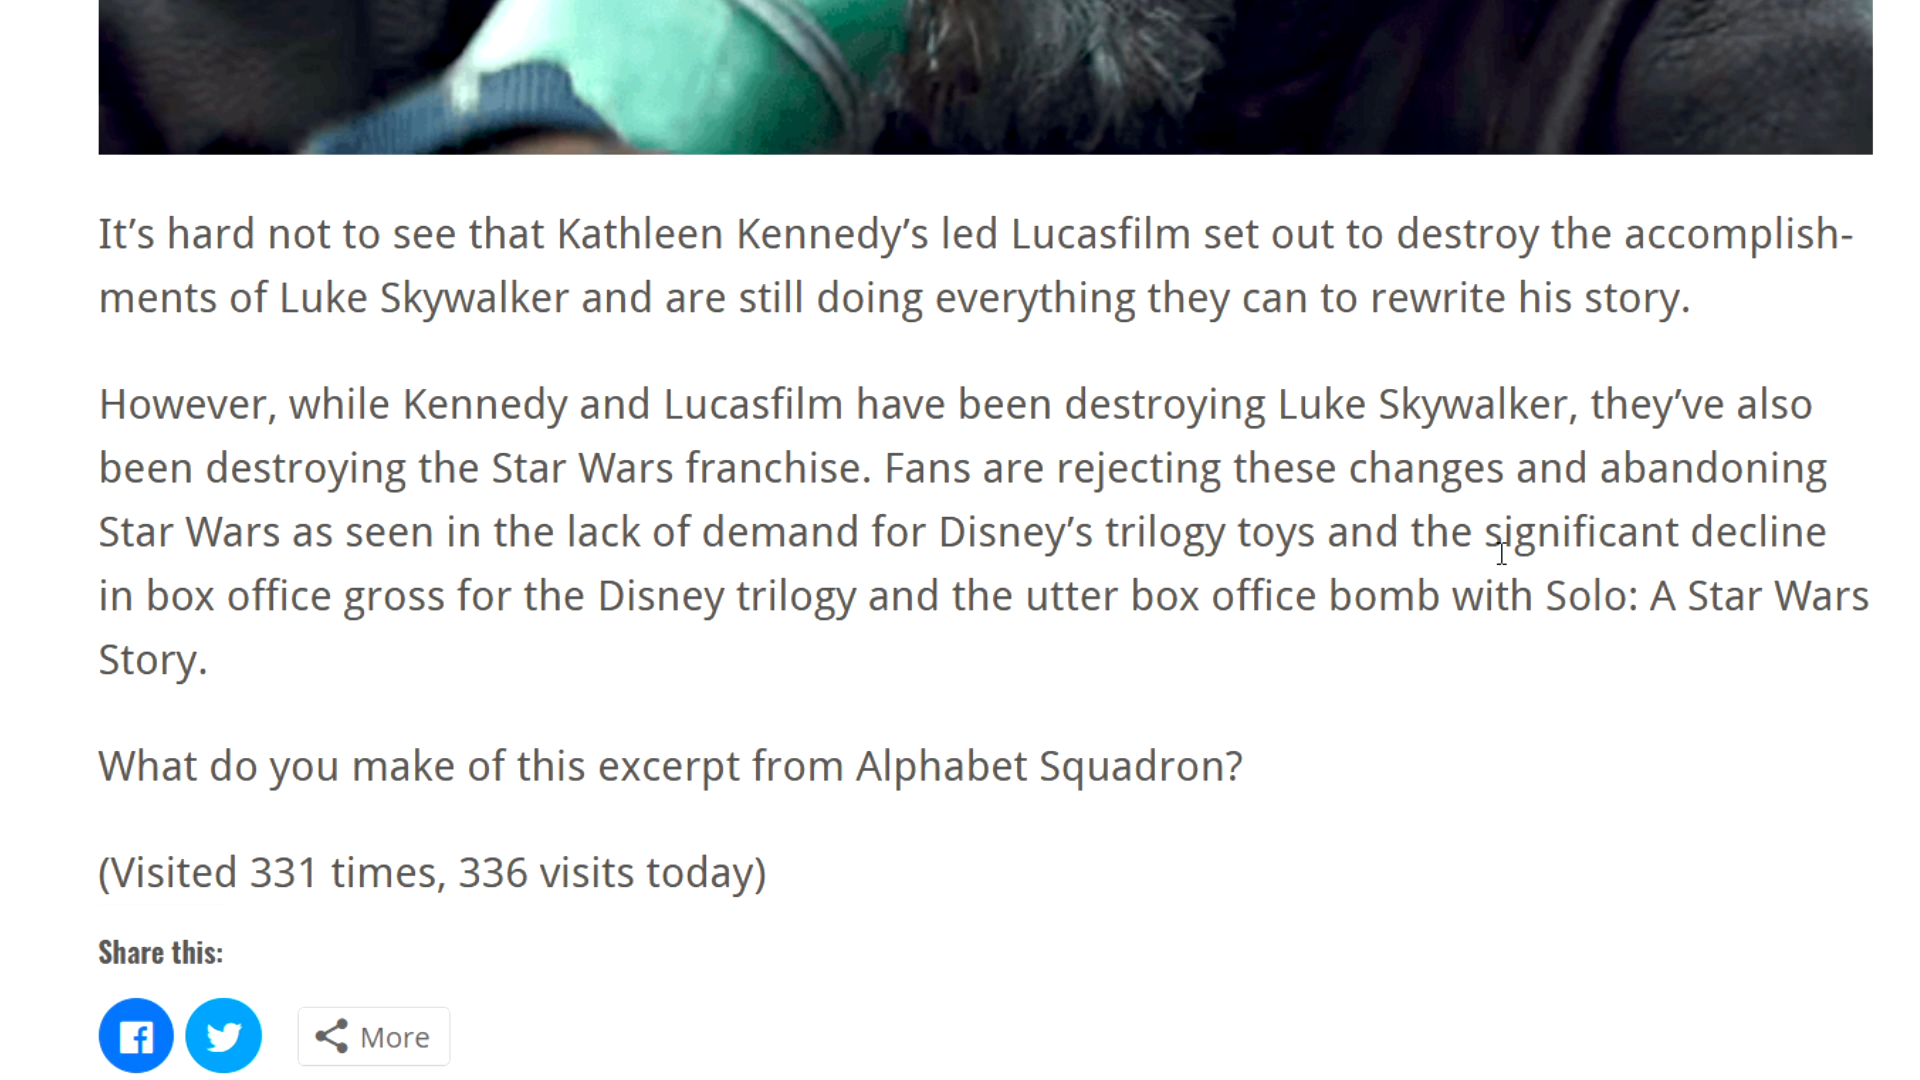 It’s hard not to see that Kathleen Kennedy’s led Lucasfilm set out to destroy the accomplish-
ments of Luke Skywalker and are still doing everything they can to rewrite his story.
However, while Kennedy and Lucasfilm have been destroying Luke Skywalker, they’ve also
been destroying the Star Wars franchise. Fans are rejecting these changes and abandoning
Star Wars as seen in the lack of demand for Disney’s trilogy toys and the significant decline
in box office gross for the Disney trilogy and the utter box office bomb with Solo: A Star Wars
Story.
What do you make of this excerpt from Alphabet Squadron?
(Visited 331 times, 336 visits today)
Share this:
More